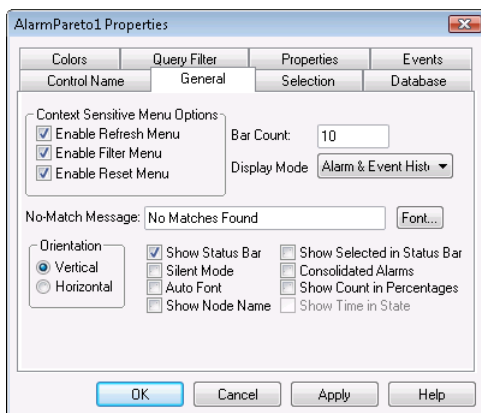 AlarmPareto1 Properties
Colors
Query Filter
Properties
Events
Control Name
General
Selection
Database
Context Sensitive Menu Options
Enable Refresh Menu
Enable Filter Menu
Enable Reset Menu
Bar Count:
10
Display Mode
Alarm & Event Hist
No-Match Message:
No Matches Found
Font...
Orientation
Vertical
Horizontal
Show Status Bar
Silent Mode
Auto Font
Show Node Name
Show Selected in Status Bar
Consolidated Alarms
Show Count in Percentages
Show Time in State
OK
Cancel
Apply
Help